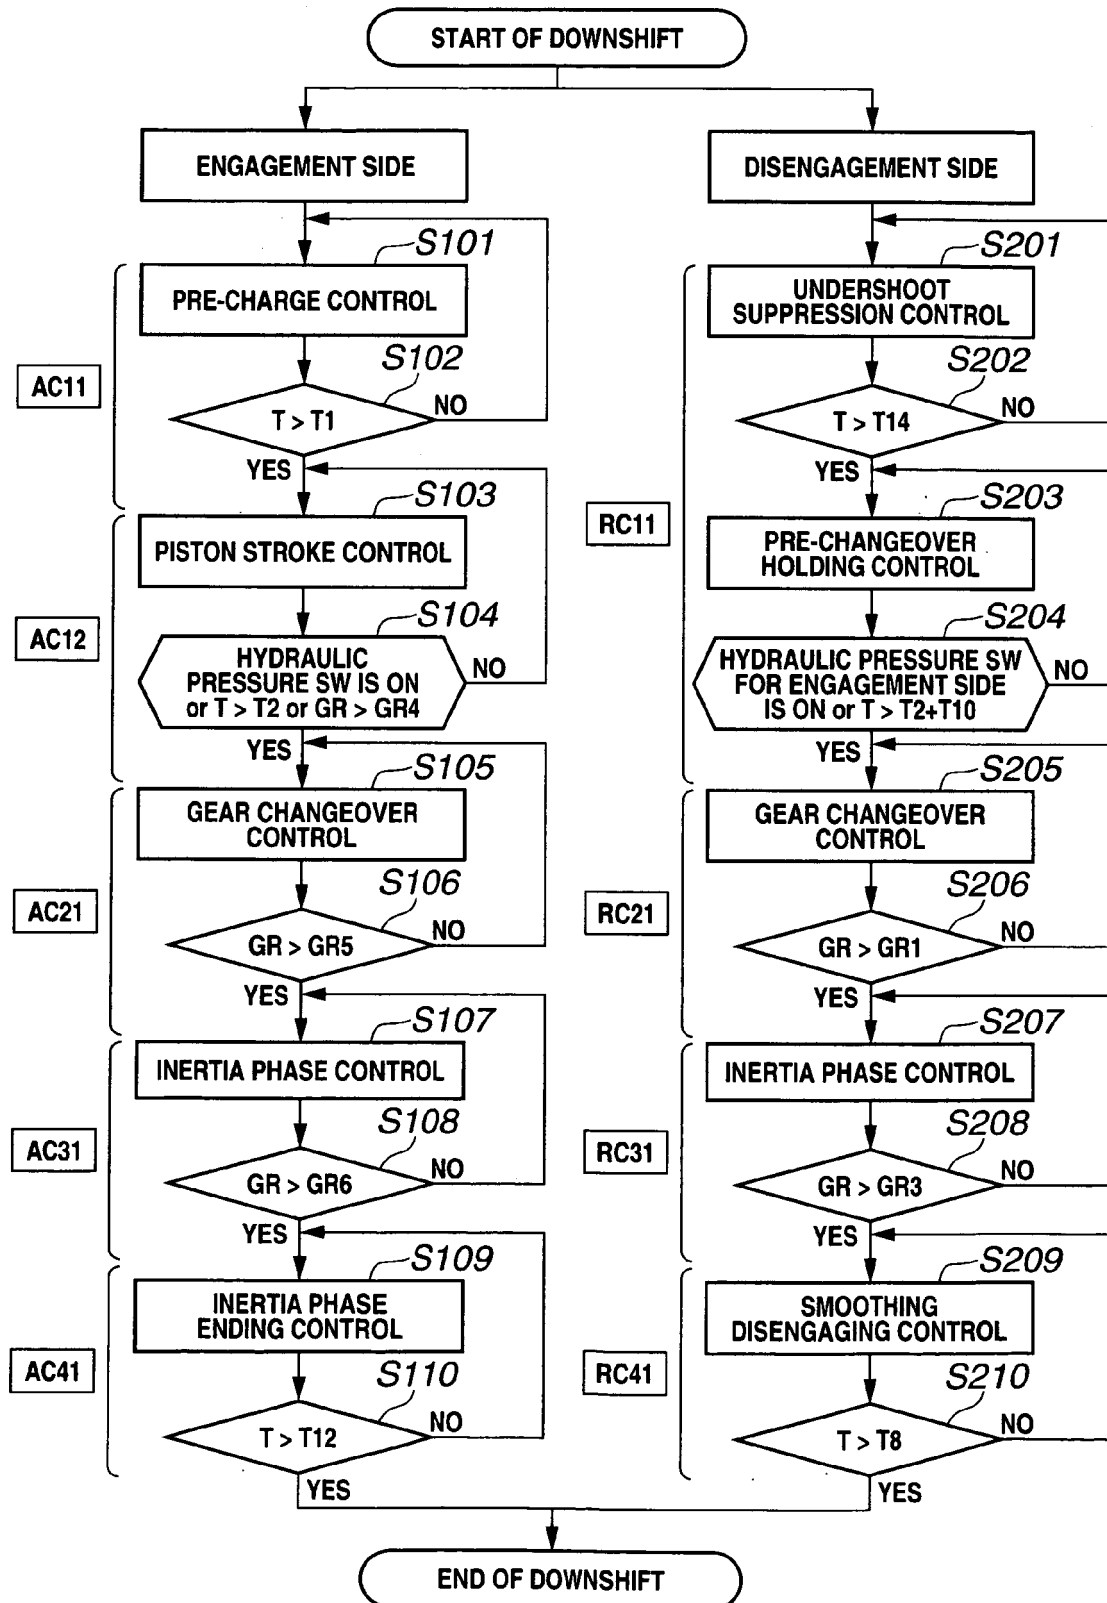 START OF DOWNSHIFT
ENGAGEMENT SIDE
S101
PRE-CHARGE CONTROL
S102
AC11
T > T1
NO
YES
S103
PISTON STROKE CONTROL
S104
AC12
HYDRAULIC
PRESSURE SW IS ON
or T > T2 or GR > GR4
NO
YES
S105
GEAR CHANGEOVER
CONTROL
S106
AC21
GR > GR5
NO
YES
S107
INERTIA PHASE CONTROL
S108
AC31
GR > GR6
NO
YES
S109
INERTIA PHASE
ENDING CONTROL
S110
AC41
T > T12
NO
YES
DISENGAGEMENT SIDE
S201
UNDERSHOOT
SUPPRESSION CONTROL
S202
T > T14
NO
YES
S203
RC11
PRE-CHANGEOVER
HOLDING CONTROL
S204
HYDRAULIC PRESSURE SW
FOR ENGAGEMENT SIDE
IS ON or T > T2+T10
NO
YES
S205
GEAR CHANGEOVER
CONTROL
S206
RC21
GR > GR1
NO
YES
S207
INERTIA PHASE CONTROL
S208
RC31
GR > GR3
NO
YES
S209
SMOOTHING
DISENGAGING CONTROL
S210
RC41
T > T8
NO
YES
END OF DOWNSHIFT